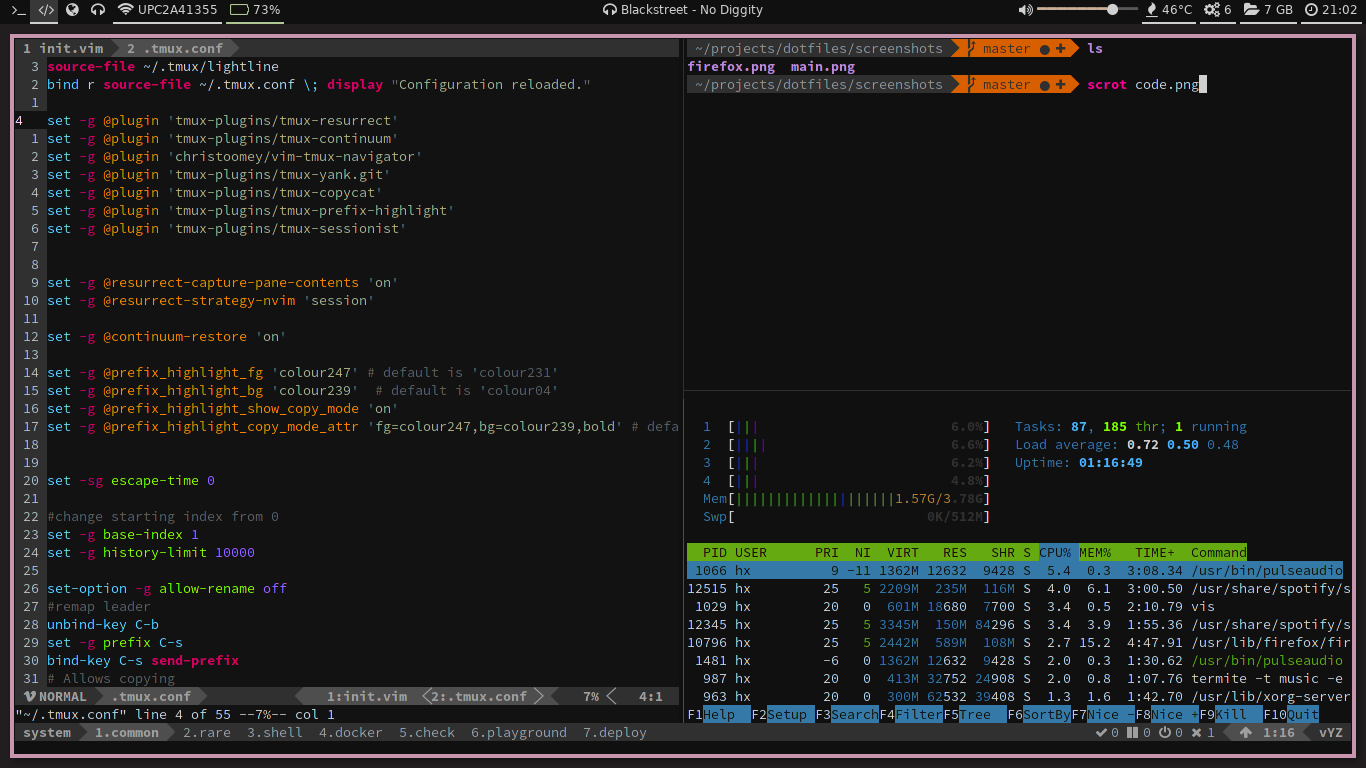 >_ </> UPC2A41355 73% Blackstreet - No Diggity 46°C 6 7 GB 21:02
1 init.vim 2 .tmux.conf
3 source-file ~/.tmux/lightline
2 bind r source-file ~/.tmux.conf \; display "Configuration reloaded."
1
4 set -g @plugin 'tmux-plugins/tmux-resurrect'
1 set -g @plugin 'tmux-plugins/tmux-continuum'
2 set -g @plugin 'christoomey/vim-tmux-navigator'
3 set -g @plugin 'tmux-plugins/tmux-yank.git'
4 set -g @plugin 'tmux-plugins/tmux-copycat'
5 set -g @plugin 'tmux-plugins/tmux-prefix-highlight'
6 set -g @plugin 'tmux-plugins/tmux-sessionist'
7
8
9 set -g @resurrect-capture-pane-contents 'on'
10 set -g @resurrect-strategy-nvim 'session'
11
12 set -g @continuum-restore 'on'
13
14 set -g @prefix_highlight_fg 'colour247' # default is 'colour231'
15 set -g @prefix_highlight_bg 'colour239'  # default is 'colour04'
16 set -g @prefix_highlight_show_copy_mode 'on'
17 set -g @prefix_highlight_copy_mode_attr 'fg=colour247,bg=colour239,bold' # defa
18
19
20 set -sg escape-time 0
21
22 #change starting index from 0
23 set -g base-index 1
24 set -g history-limit 10000
25
26 set-option -g allow-rename off
27 #remap leader
28 unbind-key C-b
29 set -g prefix C-s
30 bind-key C-s send-prefix
31 # Allows copying
NORMAL .tmux.conf 1:init.vim 2:.tmux.conf 7% 4:1
"~/.tmux.conf" line 4 of 55 --7%-- col 1
~/projects/dotfiles/screenshots master ● + ls
firefox.png  main.png
~/projects/dotfiles/screenshots master ● + scrot code.png
1 [||| 6.0%] Tasks: 87, 185 thr; 1 running
2 [|||| 6.6%] Load average: 0.72 0.50 0.48
3 [||| 6.2%] Uptime: 01:16:49
4 [||| 4.8%]
Mem[||||||||||||||||||||1.57G/3.78G]
Swp[ 0K/512M]
PID USER PRI NI VIRT RES SHR S CPU% MEM% TIME+ Command
1066 hx 9 -11 1362M 12632 9428 S 5.4 0.3 3:08.34 /usr/bin/pulseaudio
12515 hx 25 5 2209M 235M 116M S 4.0 6.1 3:00.50 /usr/share/spotify/s
1029 hx 20 0 601M 18680 7700 S 3.4 0.5 2:10.79 vis
12345 hx 25 5 3345M 150M 84296 S 3.4 3.9 1:55.36 /usr/share/spotify/s
10796 hx 25 5 2442M 589M 108M S 2.7 15.2 4:47.91 /usr/lib/firefox/fir
1481 hx -6 0 1362M 12632 9428 S 2.0 0.3 1:30.62 /usr/bin/pulseaudio
987 hx 20 0 413M 32752 24908 S 2.0 0.8 1:07.76 termite -t music -e
963 hx 20 0 300M 62532 39408 S 1.3 1.6 1:42.70 /usr/lib/xorg-server
F1Help F2Setup F3SearchF4FilterF5Tree F6SortByF7Nice -F8Nice +F9Kill F10Quit
system 1.common 2.rare 3.shell 4.docker 5.check 6.playground 7.deploy 0 0 0 1 1:16 vYZ